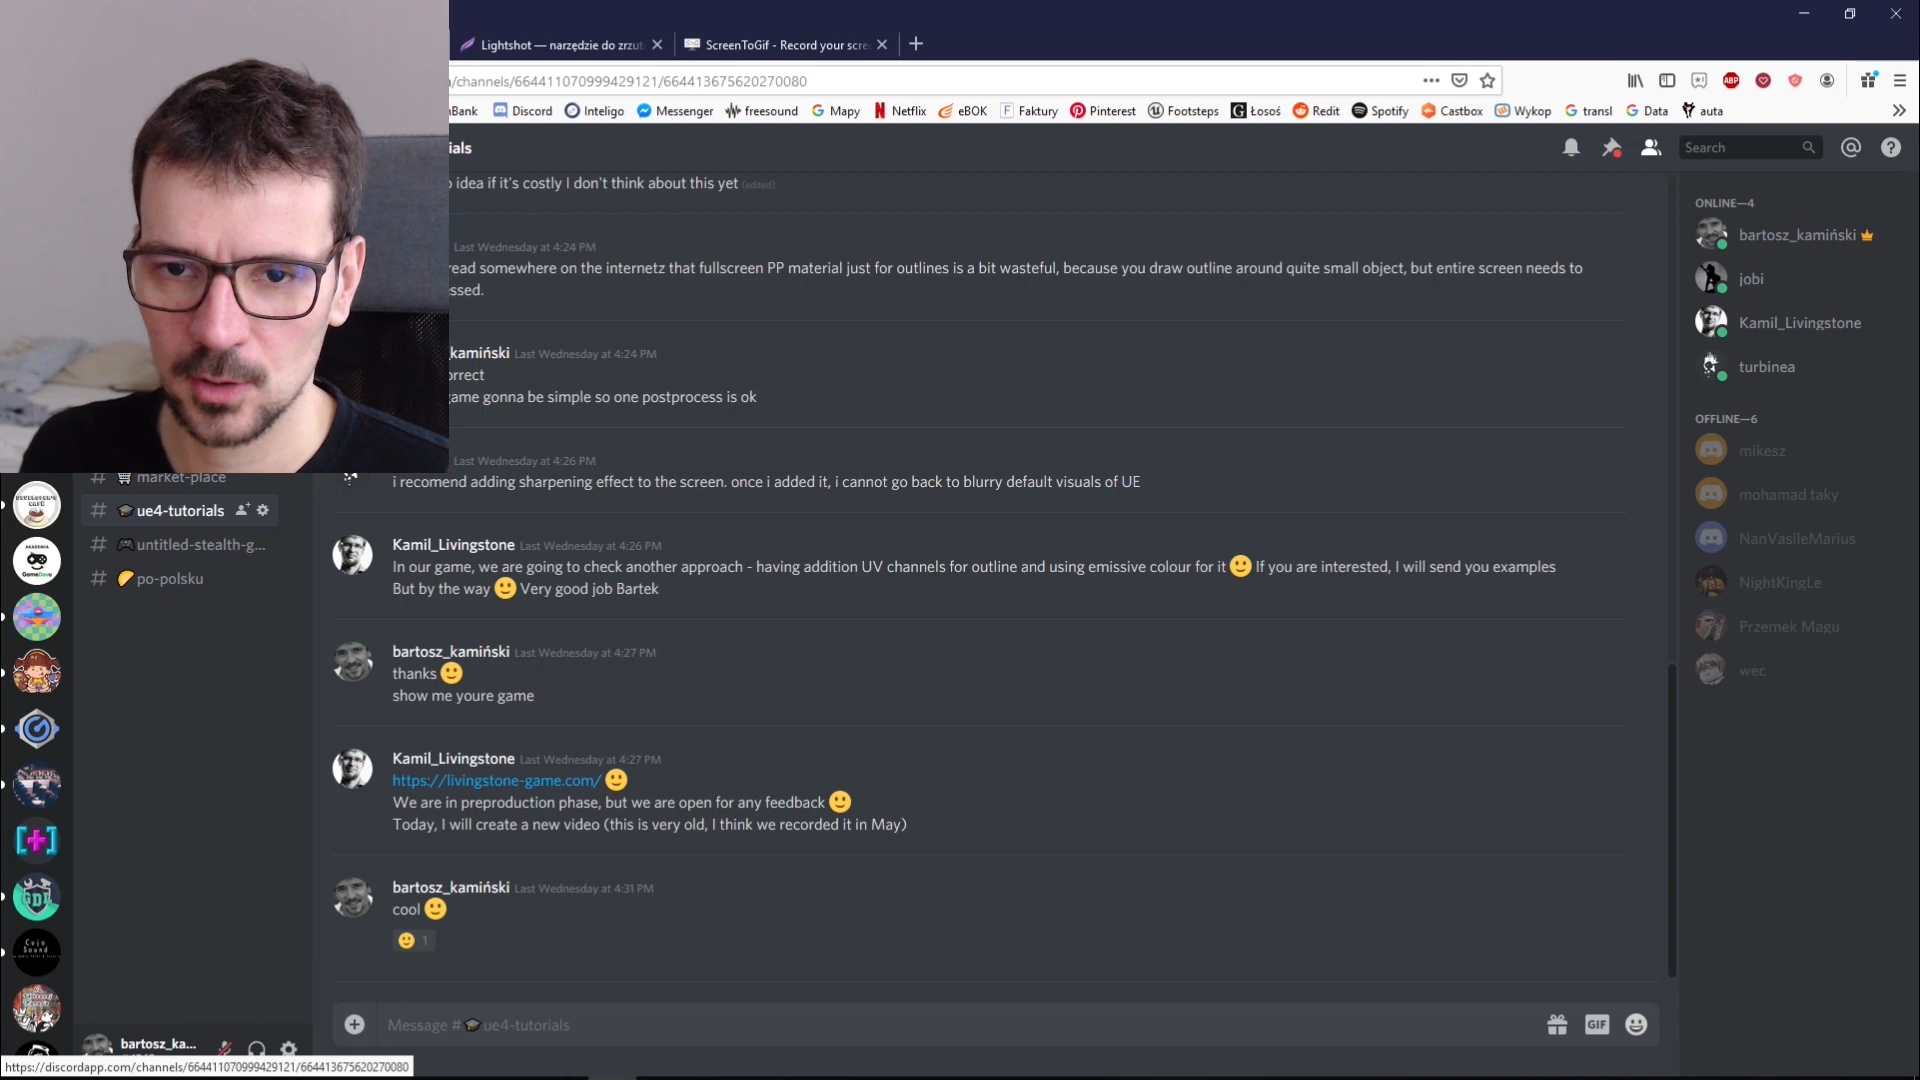 Lightshot — narzędzie do zrzut
ScreenToGif - Record your scre
/channels/664411070999429121/664413675620270080
ABP
Bank
Discord
Inteligo
Messenger
freesound
Mapy
Netflix
eBOK
Faktury
Pinterest
Footsteps
Łosoś
Redit
Spotify
Castbox
Wykop
transl
Data
auta
ials
Search
idea if it's costly I don't think about this yet (edited)
Last Wednesday at 4:24 PM
read somewhere on the internetz that fullscreen PP material just for outlines is a bit wasteful, because you draw outline around quite small object, but entire screen needs to
ssed.
kamiński Last Wednesday at 4:24 PM
orrect
ame gonna be simple so one postprocess is ok
Last Wednesday at 4:26 PM
i recomend adding sharpening effect to the screen. once i added it, i cannot go back to blurry default visuals of UE
Kamil_Livingstone Last Wednesday at 4:26 PM
In our game, we are going to check another approach - having addition UV channels for outline and using emissive colour for it 🙂 If you are interested, I will send you examples
But by the way 🙂 Very good job Bartek
bartosz_kamiński Last Wednesday at 4:27 PM
thanks 🙂
show me youre game
Kamil_Livingstone Last Wednesday at 4:27 PM
https://livingstone-game.com/ 🙂
We are in preproduction phase, but we are open for any feedback 🙂
Today, I will create a new video (this is very old, I think we recorded it in May)
bartosz_kamiński Last Wednesday at 4:31 PM
cool 🙂
🙂 1
Message #🎓ue4-tutorials
GIF
# market-place
# 🎓ue4-tutorials
# 🎮untitled-stealth-g...
# 🌮po-polsku
AKADEMIA
GameDevu
GDI
Cujo
Sound
bartosz_ka...
https://discordapp.com/channels/664411070999429121/664413675620270080
ONLINE—4
bartosz_kamiński
jobi
Kamil_Livingstone
turbinea
OFFLINE—6
mikesz
mohamad taky
NanVasileMarius
NightKingLe
Przemek Magu
wec